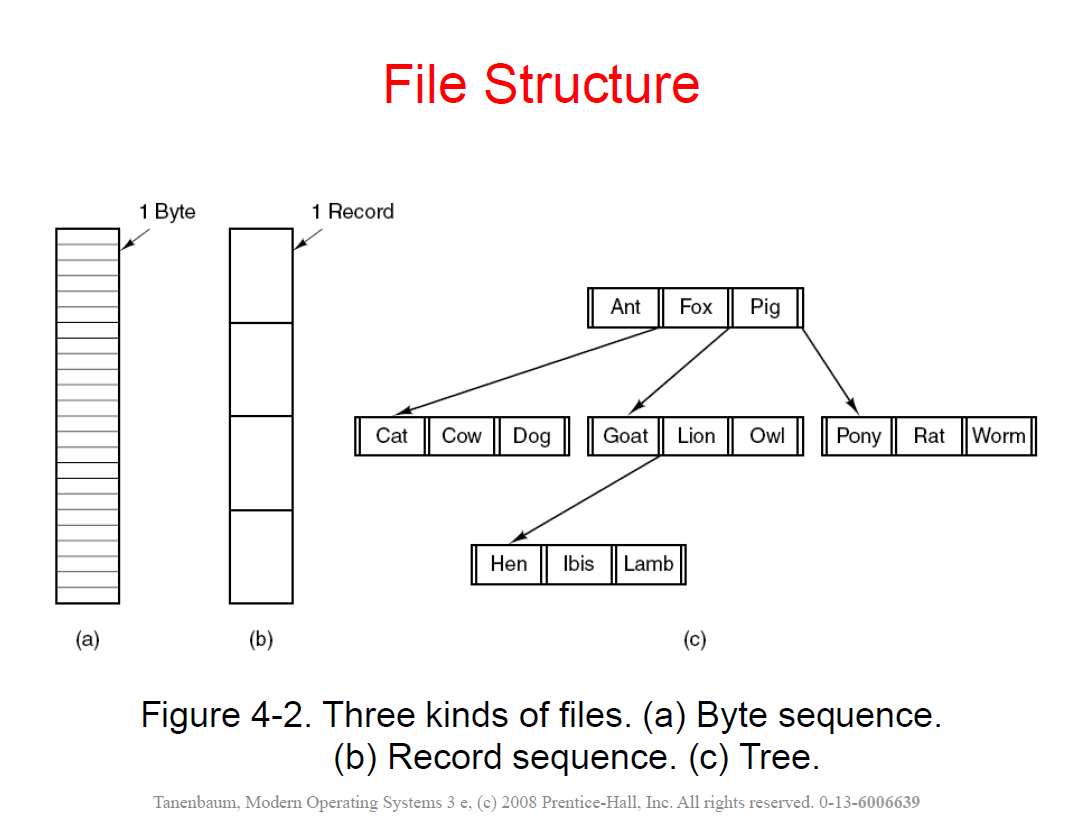 File Structure
1 Byte
1 Record
Ant Fox Pig
Cat Cow Dog Goat Lion Owl Pony Rat Worm
Hen Ibis Lamb
(a) (b) (c)
Figure 4-2. Three kinds of files. (a) Byte sequence.
(b) Record sequence. (c) Tree.
Tanenbaum, Modern Operating Systems 3 e, (c) 2008 Prentice-Hall, Inc. All rights reserved. 0-13-6006639